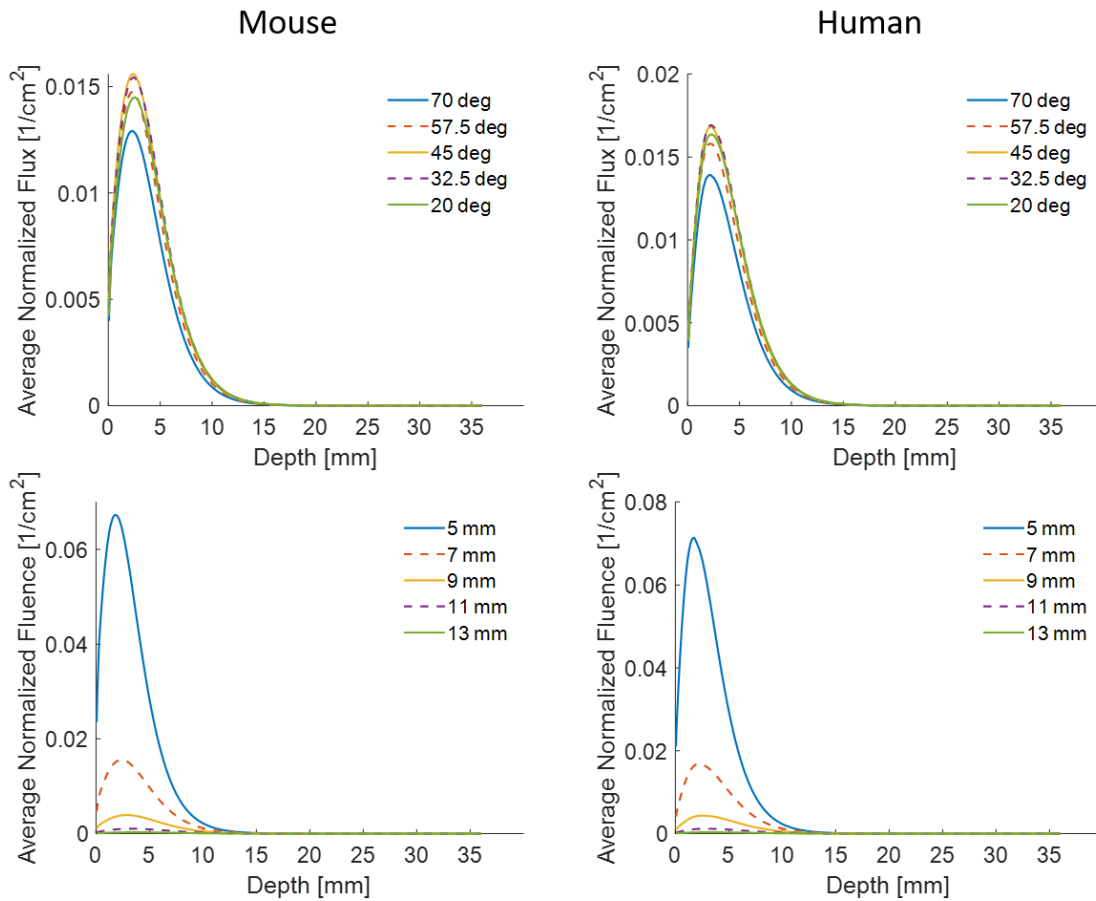 Mouse
Human
Average Normalized Flux [1/cm²]
0.015
0.01
0.005
0
0 5 10 15 20 25 30 35
Depth [mm]
70 deg
57.5 deg
45 deg
32.5 deg
20 deg
Average Normalized Flux [1/cm²]
0.02
0.015
0.01
0.005
0
0 5 10 15 20 25 30 35
Depth [mm]
70 deg
57.5 deg
45 deg
32.5 deg
20 deg
Average Normalized Fluence [1/cm²]
0.06
0.04
0.02
0
0 5 10 15 20 25 30 35
Depth [mm]
5 mm
7 mm
9 mm
11 mm
13 mm
Average Normalized Fluence [1/cm²]
0.08
0.06
0.04
0.02
0
0 5 10 15 20 25 30 35
Depth [mm]
5 mm
7 mm
9 mm
11 mm
13 mm